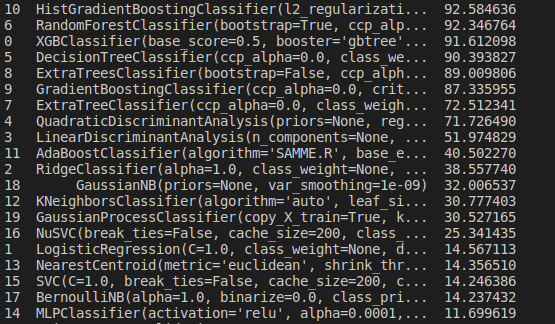 10 HistGradientBoostingClassifier(l2_regularizati... 92.584636
6 RandomForestClassifier(bootstrap=True, ccp_alp... 92.346764
0 XGBClassifier(base_score=0.5, booster='gbtree'... 91.612098
5 DecisionTreeClassifier(ccp_alpha=0.0, class_we... 90.393827
8 ExtraTreesClassifier(bootstrap=False, ccp_alph... 89.009806
9 GradientBoostingClassifier(ccp_alpha=0.0, crit... 87.335955
7 ExtraTreeClassifier(ccp_alpha=0.0, class_weigh... 72.512341
4 QuadraticDiscriminantAnalysis(priors=None, reg... 71.726490
3 LinearDiscriminantAnalysis(n_components=None, ... 51.974829
11 AdaBoostClassifier(algorithm='SAMME.R', base_e... 40.502270
2 RidgeClassifier(alpha=1.0, class_weight=None, ... 38.557740
18 GaussianNB(priors=None, var_smoothing=1e-09) 32.006537
12 KNeighborsClassifier(algorithm='auto', leaf_si... 30.777403
19 GaussianProcessClassifier(copy_X_train=True, k... 30.527165
16 NuSVC(break_ties=False, cache_size=200, class_... 25.341435
1 LogisticRegression(C=1.0, class_weight=None, d... 14.567113
13 NearestCentroid(metric='euclidean', shrink_thr... 14.356510
15 SVC(C=1.0, break_ties=False, cache_size=200, c... 14.246386
17 BernoulliNB(alpha=1.0, binarize=0.0, class_pri... 14.237432
14 MLPClassifier(activation='relu', alpha=0.0001,... 11.699619